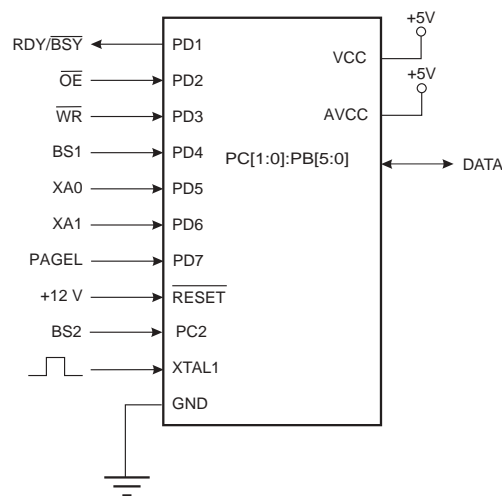 +5V
RDY/BSY PD1
VCC
+5V
OE PD2
WR PD3 AVCC
BS1 PD4 PC[1:0]:PB[5:0] DATA
XA0 PD5
XA1 PD6
PAGEL PD7
+12 V RESET
BS2 PC2
XTAL1
GND